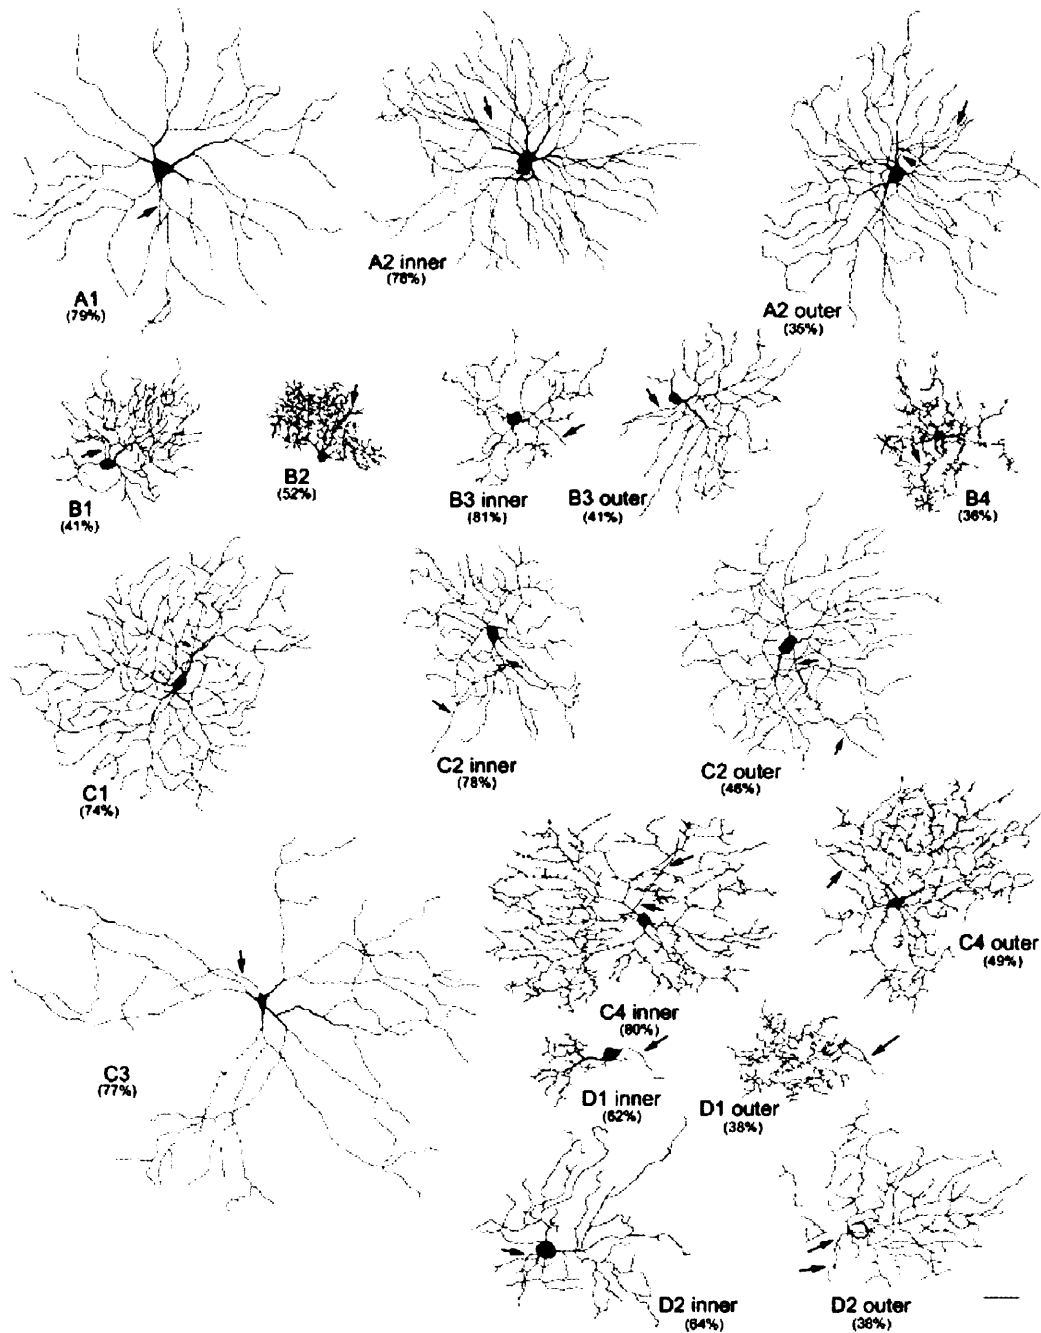 A1
(79%)
A2 inner
(78%)
A2 outer
(35%)
B1
(41%)
B2
(52%)
B3 inner
(81%)
B3 outer
(41%)
B4
(36%)
C1
(74%)
C2 inner
(78%)
C2 outer
(46%)
C3
(77%)
C4 inner
(80%)
C4 outer
(49%)
D1 inner
(62%)
D1 outer
(38%)
D2 inner
(64%)
D2 outer
(38%)